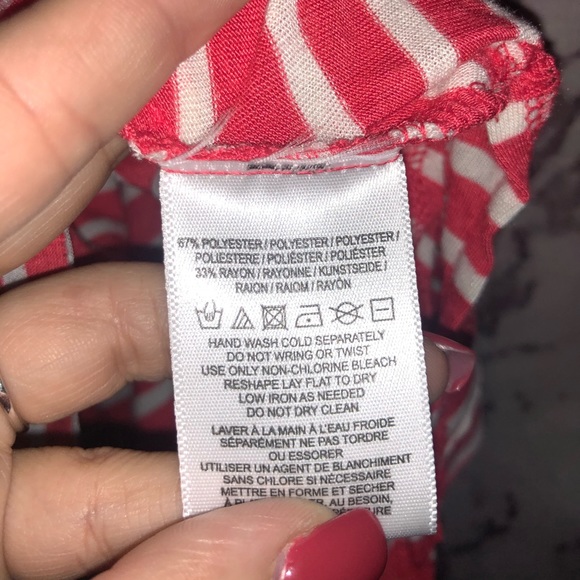 67% POLYESTER / POLYESTER / POLYESTER /
POLIESTERE / POLIÉSTER / POLIÉSTER
33% RAYON / RAYONNE / KUNSTSEIDE /
RAION / RAIOM / RAYÓN
HAND WASH COLD SEPARATELY
DO NOT WRING OR TWIST
USE ONLY NON-CHLORINE BLEACH
RESHAPE LAY FLAT TO DRY
LOW IRON AS NEEDED
DO NOT DRY CLEAN
LAVER À LA MAIN À L'EAU FROIDE
SÉPARÉMENT NE PAS TORDRE
OU ESSORER
UTILISER UN AGENT DE BLANCHIMENT
SANS CHLORE SI NÉCESSAIRE
METTRE EN FORME ET SÉCHER
À AU BESOIN,